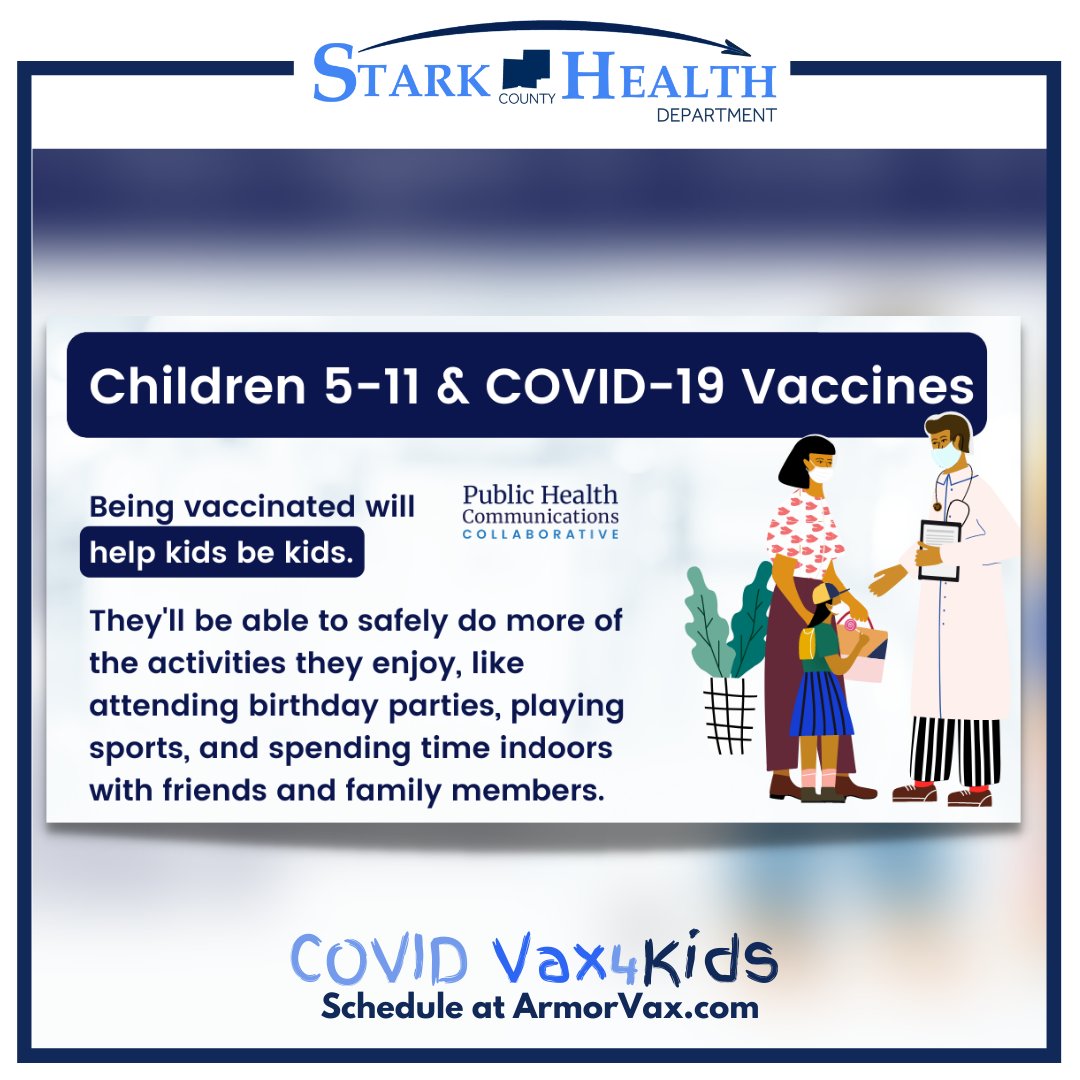 STARK COUNTY HEALTH
DEPARTMENT
Children 5-11 & COVID-19 Vaccines
Being vaccinated will
help kids be kids.
Public Health
Communications
COLLABORATIVE
They'll be able to safely do more of
the activities they enjoy, like
attending birthday parties, playing
sports, and spending time indoors
with friends and family members.
COVID Vax4Kids
Schedule at ArmorVax.com